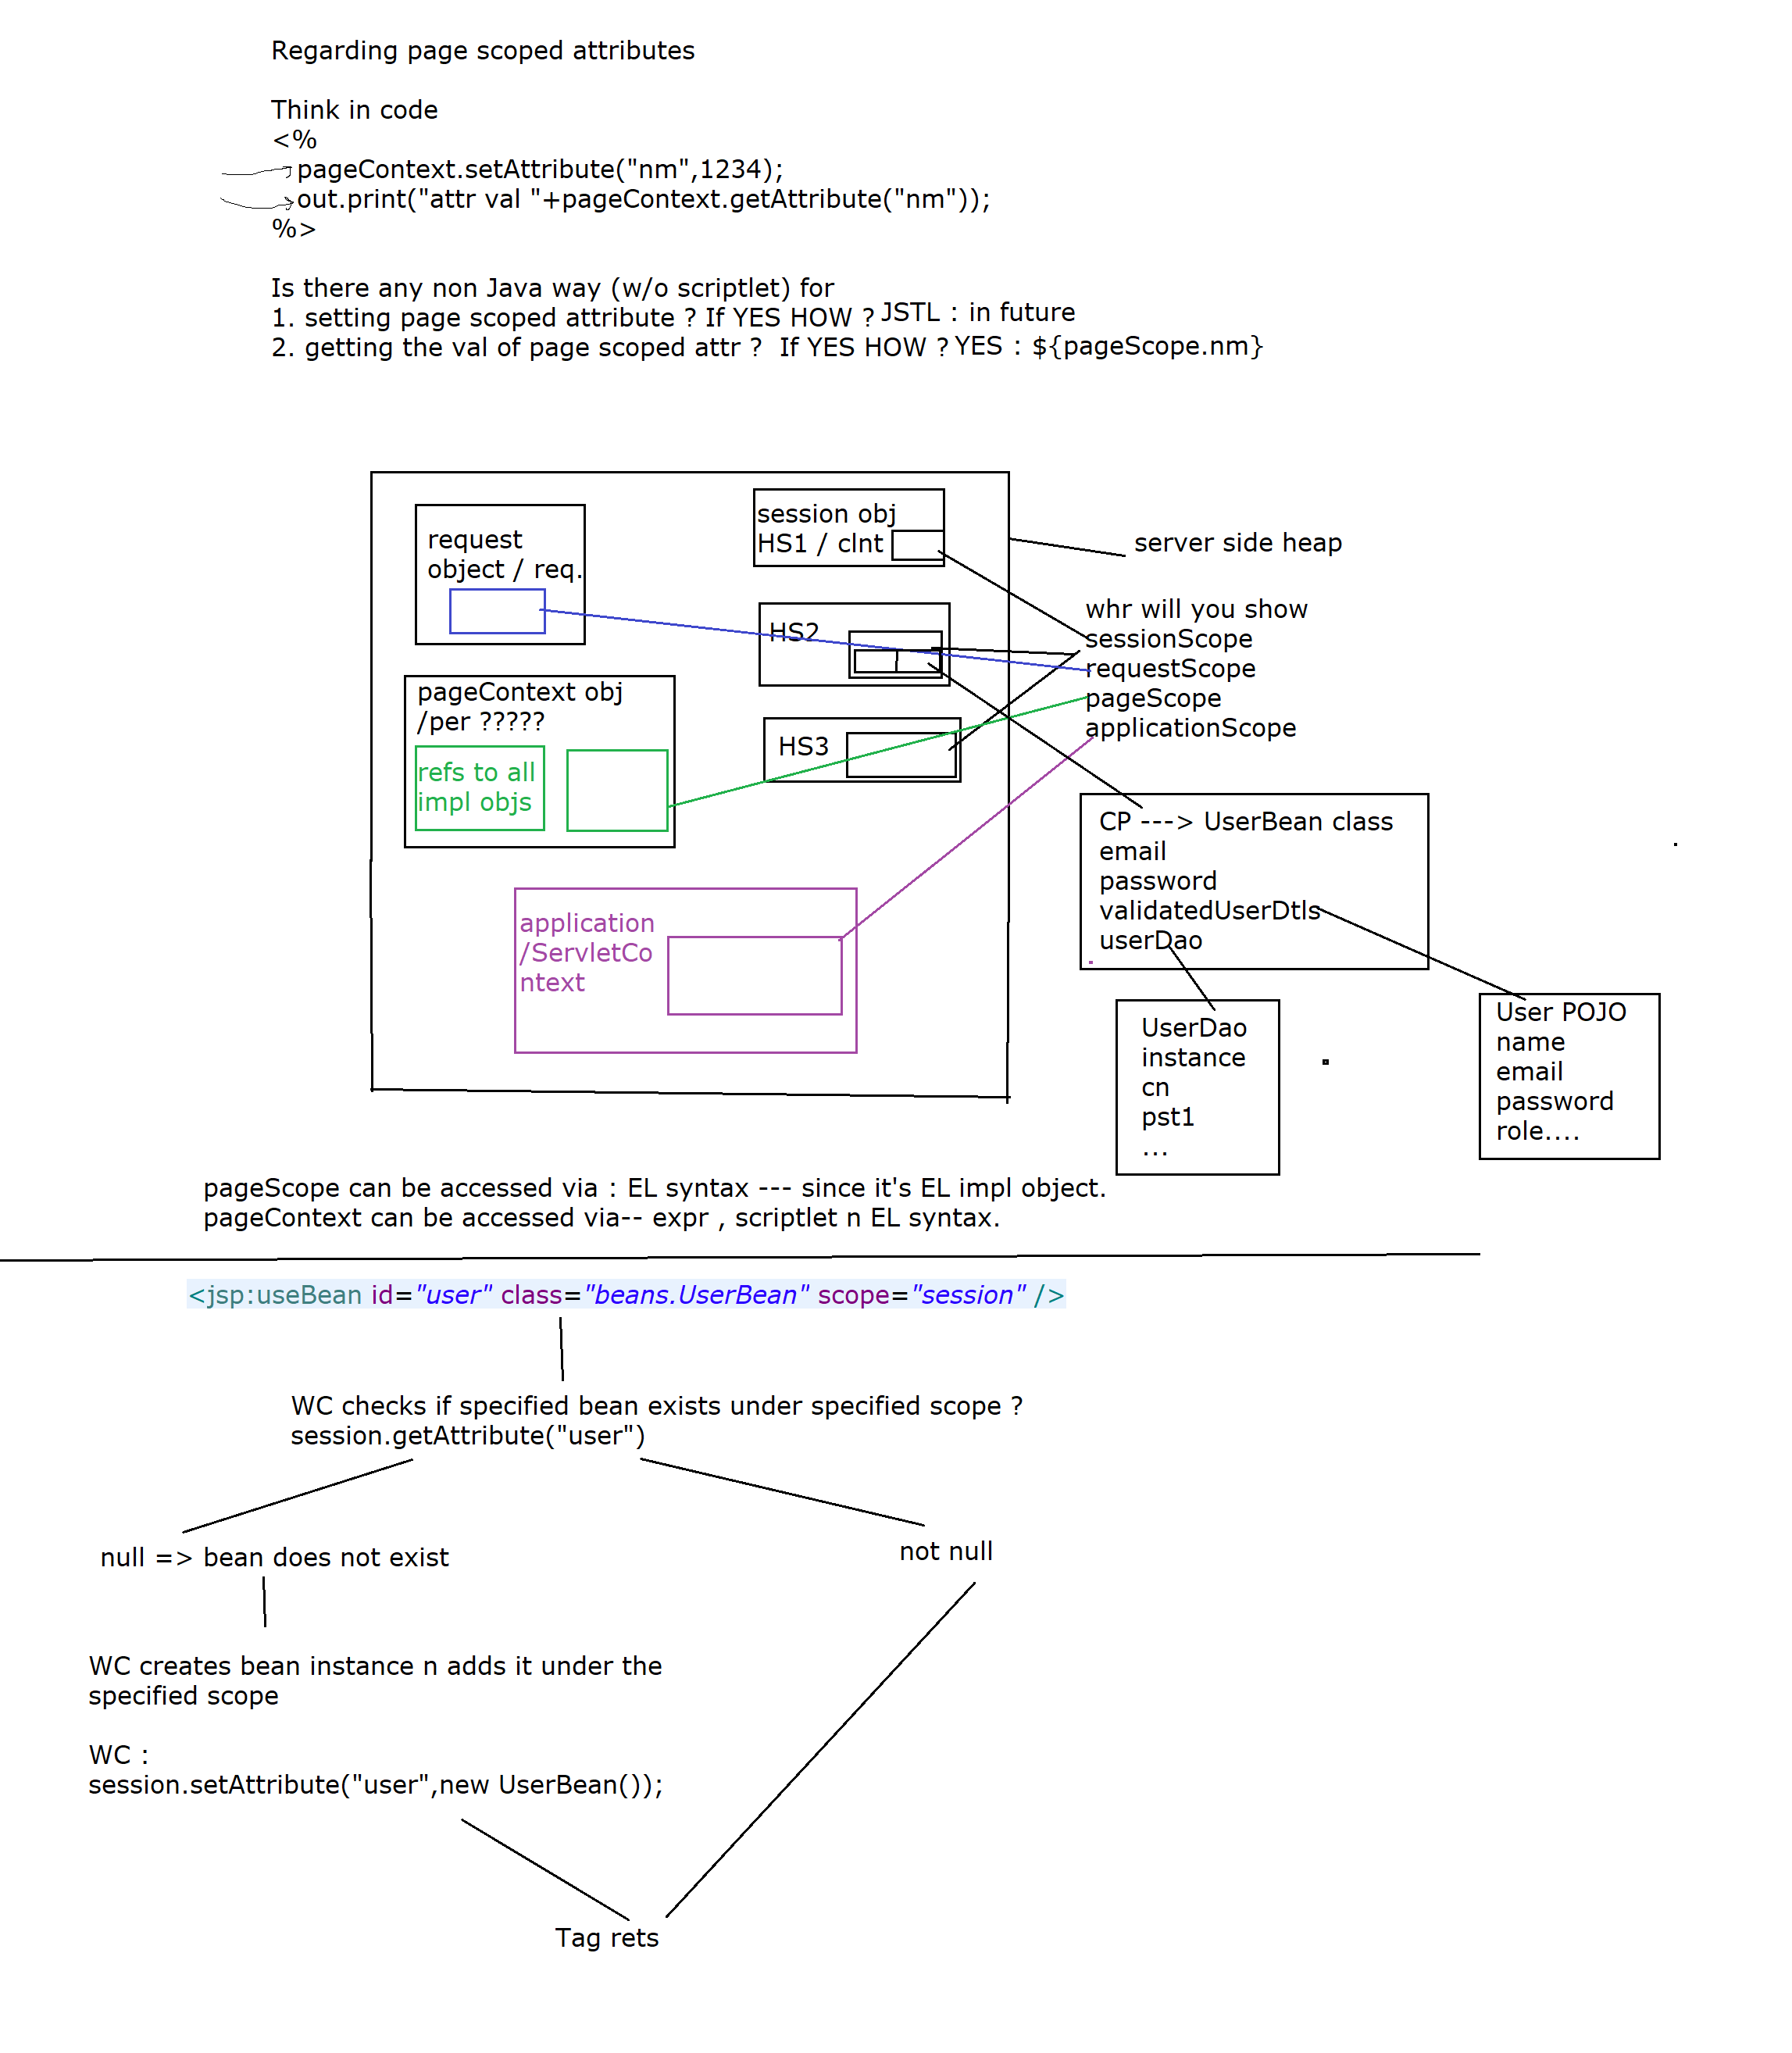 Regarding page scoped attributes
Think in code
<%
pageContext.setAttribute("nm",1234);
out.print("attr val "+pageContext.getAttribute("nm"));
%>
Is there any non Java way (w/o scriptlet) for
1. setting page scoped attribute ? If YES HOW ? JSTL : in future
2. getting the val of page scoped attr ?  If YES HOW ? YES : ${pageScope.nm}
request
object / req.
session obj
HS1 / clnt
server side heap
HS2
whr will you show
sessionScope
requestScope
pageScope
applicationScope
pageContext obj
/per ?????
refs to all
impl objs
HS3
application
/ServletCo
ntext
CP ---> UserBean class
email
password
validatedUserDtls
userDao
UserDao
instance
cn
pst1
...
User POJO
name
email
password
role....
pageScope can be accessed via : EL syntax --- since it's EL impl object.
pageContext can be accessed via-- expr , scriptlet n EL syntax.
<jsp:useBean id="user" class="beans.UserBean" scope="session" />
WC checks if specified bean exists under specified scope ?
session.getAttribute("user")
null => bean does not exist
not null
WC creates bean instance n adds it under the
specified scope
WC :
session.setAttribute("user",new UserBean());
Tag rets